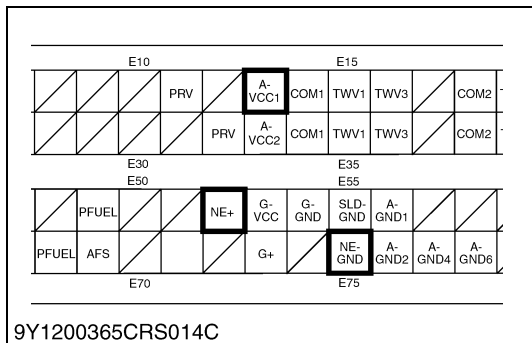 E10 E15
PRV A-VCC1 COM1 TWV1 TWV3 COM2
PRV A-VCC2 COM1 TWV1 TWV3 COM2
E30 E35
E50 E55
PFUEL NE+ G-VCC G-GND SLD-GND A-GND1
PFUEL AFS G+ NE-GND A-GND2 A-GND4 A-GND6
E70 E75
9Y1200365CRS014C